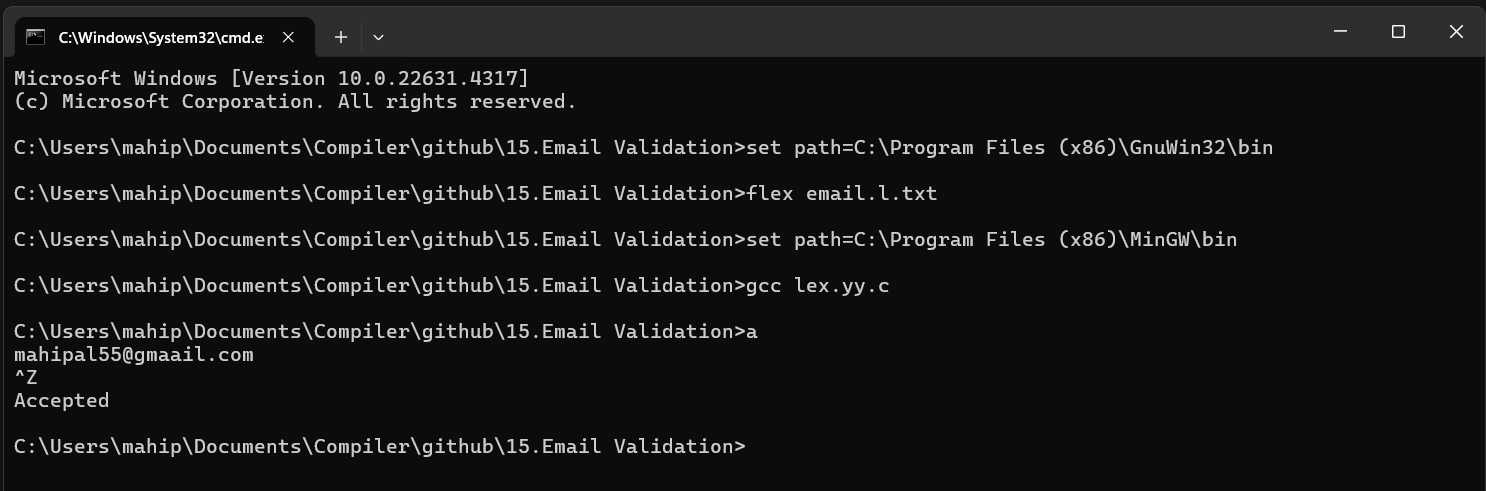 C:\Windows\System32\cmd.e
Microsoft Windows [Version 10.0.22631.4317]
(c) Microsoft Corporation. All rights reserved.
C:\Users\mahip\Documents\Compiler\github\15.Email Validation>set path=C:\Program Files (x86)\GnuWin32\bin
C:\Users\mahip\Documents\Compiler\github\15.Email Validation>flex email.l.txt
C:\Users\mahip\Documents\Compiler\github\15.Email Validation>set path=C:\Program Files (x86)\MinGW\bin
C:\Users\mahip\Documents\Compiler\github\15.Email Validation>gcc lex.yy.c
C:\Users\mahip\Documents\Compiler\github\15.Email Validation>a
mahipal55@gmaail.com
^Z
Accepted
C:\Users\mahip\Documents\Compiler\github\15.Email Validation>